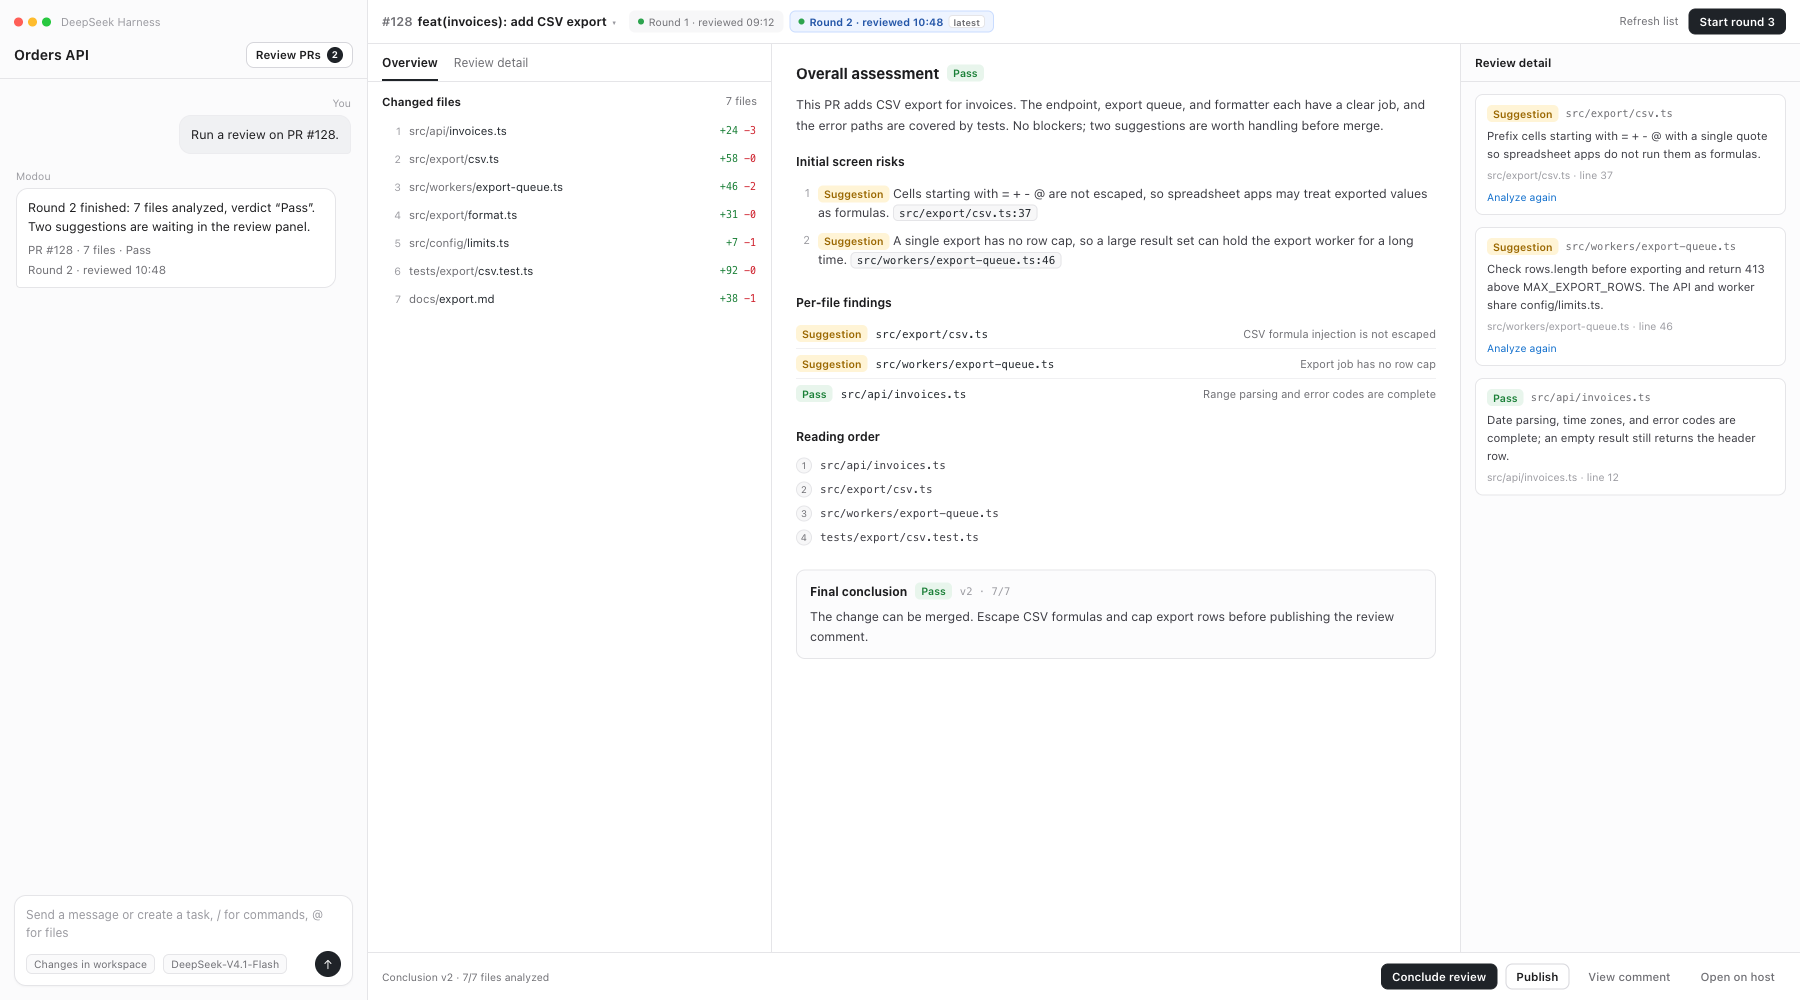 DeepSeek Harness
Orders API
Review PRs 2
You
Run a review on PR #128.
Modou
Round 2 finished: 7 files analyzed, verdict “Pass”.
Two suggestions are waiting in the review panel.
PR #128 · 7 files · Pass
Round 2 · reviewed 10:48
Send a message or create a task, / for commands, @
for files
Changes in workspace
DeepSeek-V4.1-Flash
#128 feat(invoices): add CSV export
Round 1 · reviewed 09:12
Round 2 · reviewed 10:48 latest
Refresh list
Start round 3
Overview
Review detail
Changed files 7 files
1 src/api/invoices.ts +24 −3
2 src/export/csv.ts +58 −0
3 src/workers/export-queue.ts +46 −2
4 src/export/format.ts +31 −0
5 src/config/limits.ts +7 −1
6 tests/export/csv.test.ts +92 −0
7 docs/export.md +38 −1
Overall assessment Pass
This PR adds CSV export for invoices. The endpoint, export queue, and formatter each have a clear job, and
the error paths are covered by tests. No blockers; two suggestions are worth handling before merge.
Initial screen risks
1 Suggestion Cells starting with = + - @ are not escaped, so spreadsheet apps may treat exported values
as formulas. src/export/csv.ts:37
2 Suggestion A single export has no row cap, so a large result set can hold the export worker for a long
time. src/workers/export-queue.ts:46
Per-file findings
Suggestion src/export/csv.ts CSV formula injection is not escaped
Suggestion src/workers/export-queue.ts Export job has no row cap
Pass src/api/invoices.ts Range parsing and error codes are complete
Reading order
1 src/api/invoices.ts
2 src/export/csv.ts
3 src/workers/export-queue.ts
4 tests/export/csv.test.ts
Final conclusion Pass v2 · 7/7
The change can be merged. Escape CSV formulas and cap export rows before publishing the review
comment.
Review detail
Suggestion src/export/csv.ts
Prefix cells starting with = + - @ with a single quote
so spreadsheet apps do not run them as formulas.
src/export/csv.ts · line 37
Analyze again
Suggestion src/workers/export-queue.ts
Check rows.length before exporting and return 413
above MAX_EXPORT_ROWS. The API and worker
share config/limits.ts.
src/workers/export-queue.ts · line 46
Analyze again
Pass src/api/invoices.ts
Date parsing, time zones, and error codes are
complete; an empty result still returns the header
row.
src/api/invoices.ts · line 12
Conclusion v2 · 7/7 files analyzed
Conclude review
Publish
View comment
Open on host